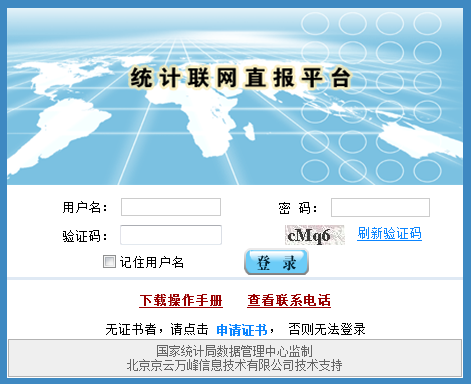 统计联网直报平台
用户名： 密 码：
验证码： cMq6 刷新验证码
记住用户名 登 录
下载操作手册 查看联系电话
无证书者，请点击 申请证书， 否则无法登录
国家统计局数据管理中心监制
北京京云万峰信息技术有限公司技术支持